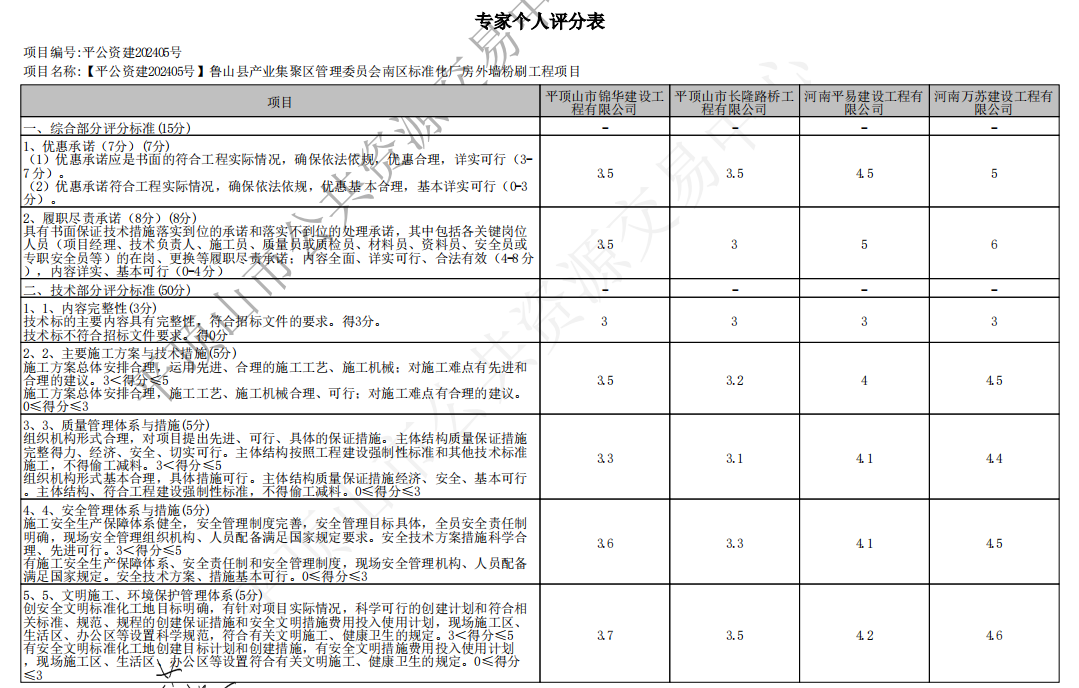 专家个人评分表
项目编号:平公资建202405号
项目名称:【平公资建202405号】鲁山县产业集聚区管理委员会南区标准化厂房外墙粉刷工程项目
项目 平顶山市锦华建设工程有限公司 平顶山市长隆路桥工程有限公司 河南平易建设工程有限公司 河南万苏建设工程有限公司
一、综合部分评分标准(15分) - - - -
1、优惠承诺（7分）(7分)
（1）优惠承诺应是书面的符合工程实际情况，确保依法依规，优惠合理，详实可行（3-
7分）。
（2）优惠承诺符合工程实际情况，确保依法依规，优惠基本合理，基本详实可行（0-3
分）。
3.5 3.5 4.5 5
2、履职尽责承诺（8分）(8分)
具有书面保证技术措施落实到位的承诺和落实不到位的处理承诺，其中包括各关键岗位
人员（项目经理、技术负责人、施工员、质量员或质检员、材料员、资料员、安全员或
专职安全员等）的在岗、更换等履职尽责承诺；内容全面、详实可行、合法有效（4-8分
），内容详实、基本可行（0-4分）
3.5 3 5 6
二、技术部分评分标准(50分) - - - -
1、1、内容完整性(3分)
技术标的主要内容具有完整性，符合招标文件的要求。得3分。
技术标不符合招标文件要求。得0分
3 3 3 3
2、2、主要施工方案与技术措施(5分)
施工方案总体安排合理，运用先进、合理的施工工艺、施工机械；对施工难点有先进和
合理的建议。3＜得分≤5
施工方案总体安排合理，施工工艺、施工机械合理、可行；对施工难点有合理的建议。
0≤得分≤3
3.5 3.2 4 4.5
3、3、质量管理体系与措施(5分)
组织机构形式合理，对项目提出先进、可行、具体的保证措施。主体结构质量保证措施
完整得力、经济、安全、切实可行。主体结构按照工程建设强制性标准和其他技术标准
施工，不得偷工减料。3＜得分≤5
组织机构形式基本合理，具体措施可行。主体结构质量保证措施经济、安全、基本可行
。主体结构、符合工程建设强制性标准，不得偷工减料。0≤得分≤3
3.3 3.1 4.1 4.4
4、4、安全管理体系与措施(5分)
施工安全生产保障体系健全，安全管理制度完善，安全管理目标具体，全员安全责任制
明确，现场安全管理组织机构、人员配备满足国家规定要求。安全技术方案措施科学合
理、先进可行。3＜得分≤5
有施工安全生产保障体系、安全责任制和安全管理制度，现场安全管理机构、人员配备
满足国家规定。安全技术方案、措施基本可行。0≤得分≤3
3.6 3.3 4.1 4.5
5、5、文明施工、环境保护管理体系(5分)
创安全文明标准化工地目标明确，有针对项目实际情况，科学可行的创建计划和符合相
关标准、规范、规程的创建保证措施和安全文明措施费用投入使用计划，现场施工区、
生活区、办公区等设置科学规范，符合有关文明施工、健康卫生的规定。3＜得分≤5
有安全文明标准化工地创建目标计划和创建措施，有安全文明措施费用投入使用计划
，现场施工区、生活区、办公区等设置符合有关文明施工、健康卫生的规定。0≤得分
≤3
3.7 3.5 4.2 4.6
平顶山市公共资源交易中
平顶山市公共资源交易中心